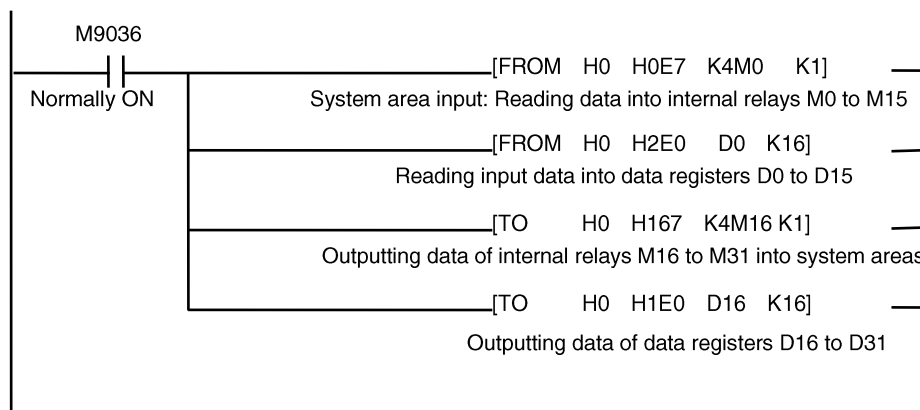 M9036
[FROM H0 H0E7 K4M0 K1]
Normally ON
System area input: Reading data into internal relays M0 to M15
[FROM H0 H2E0 D0 K16]
Reading input data into data registers D0 to D15
[TO H0 H167 K4M16 K1]
Outputting data of internal relays M16 to M31 into system areas
[TO H0 H1E0 D16 K16]
Outputting data of data registers D16 to D31